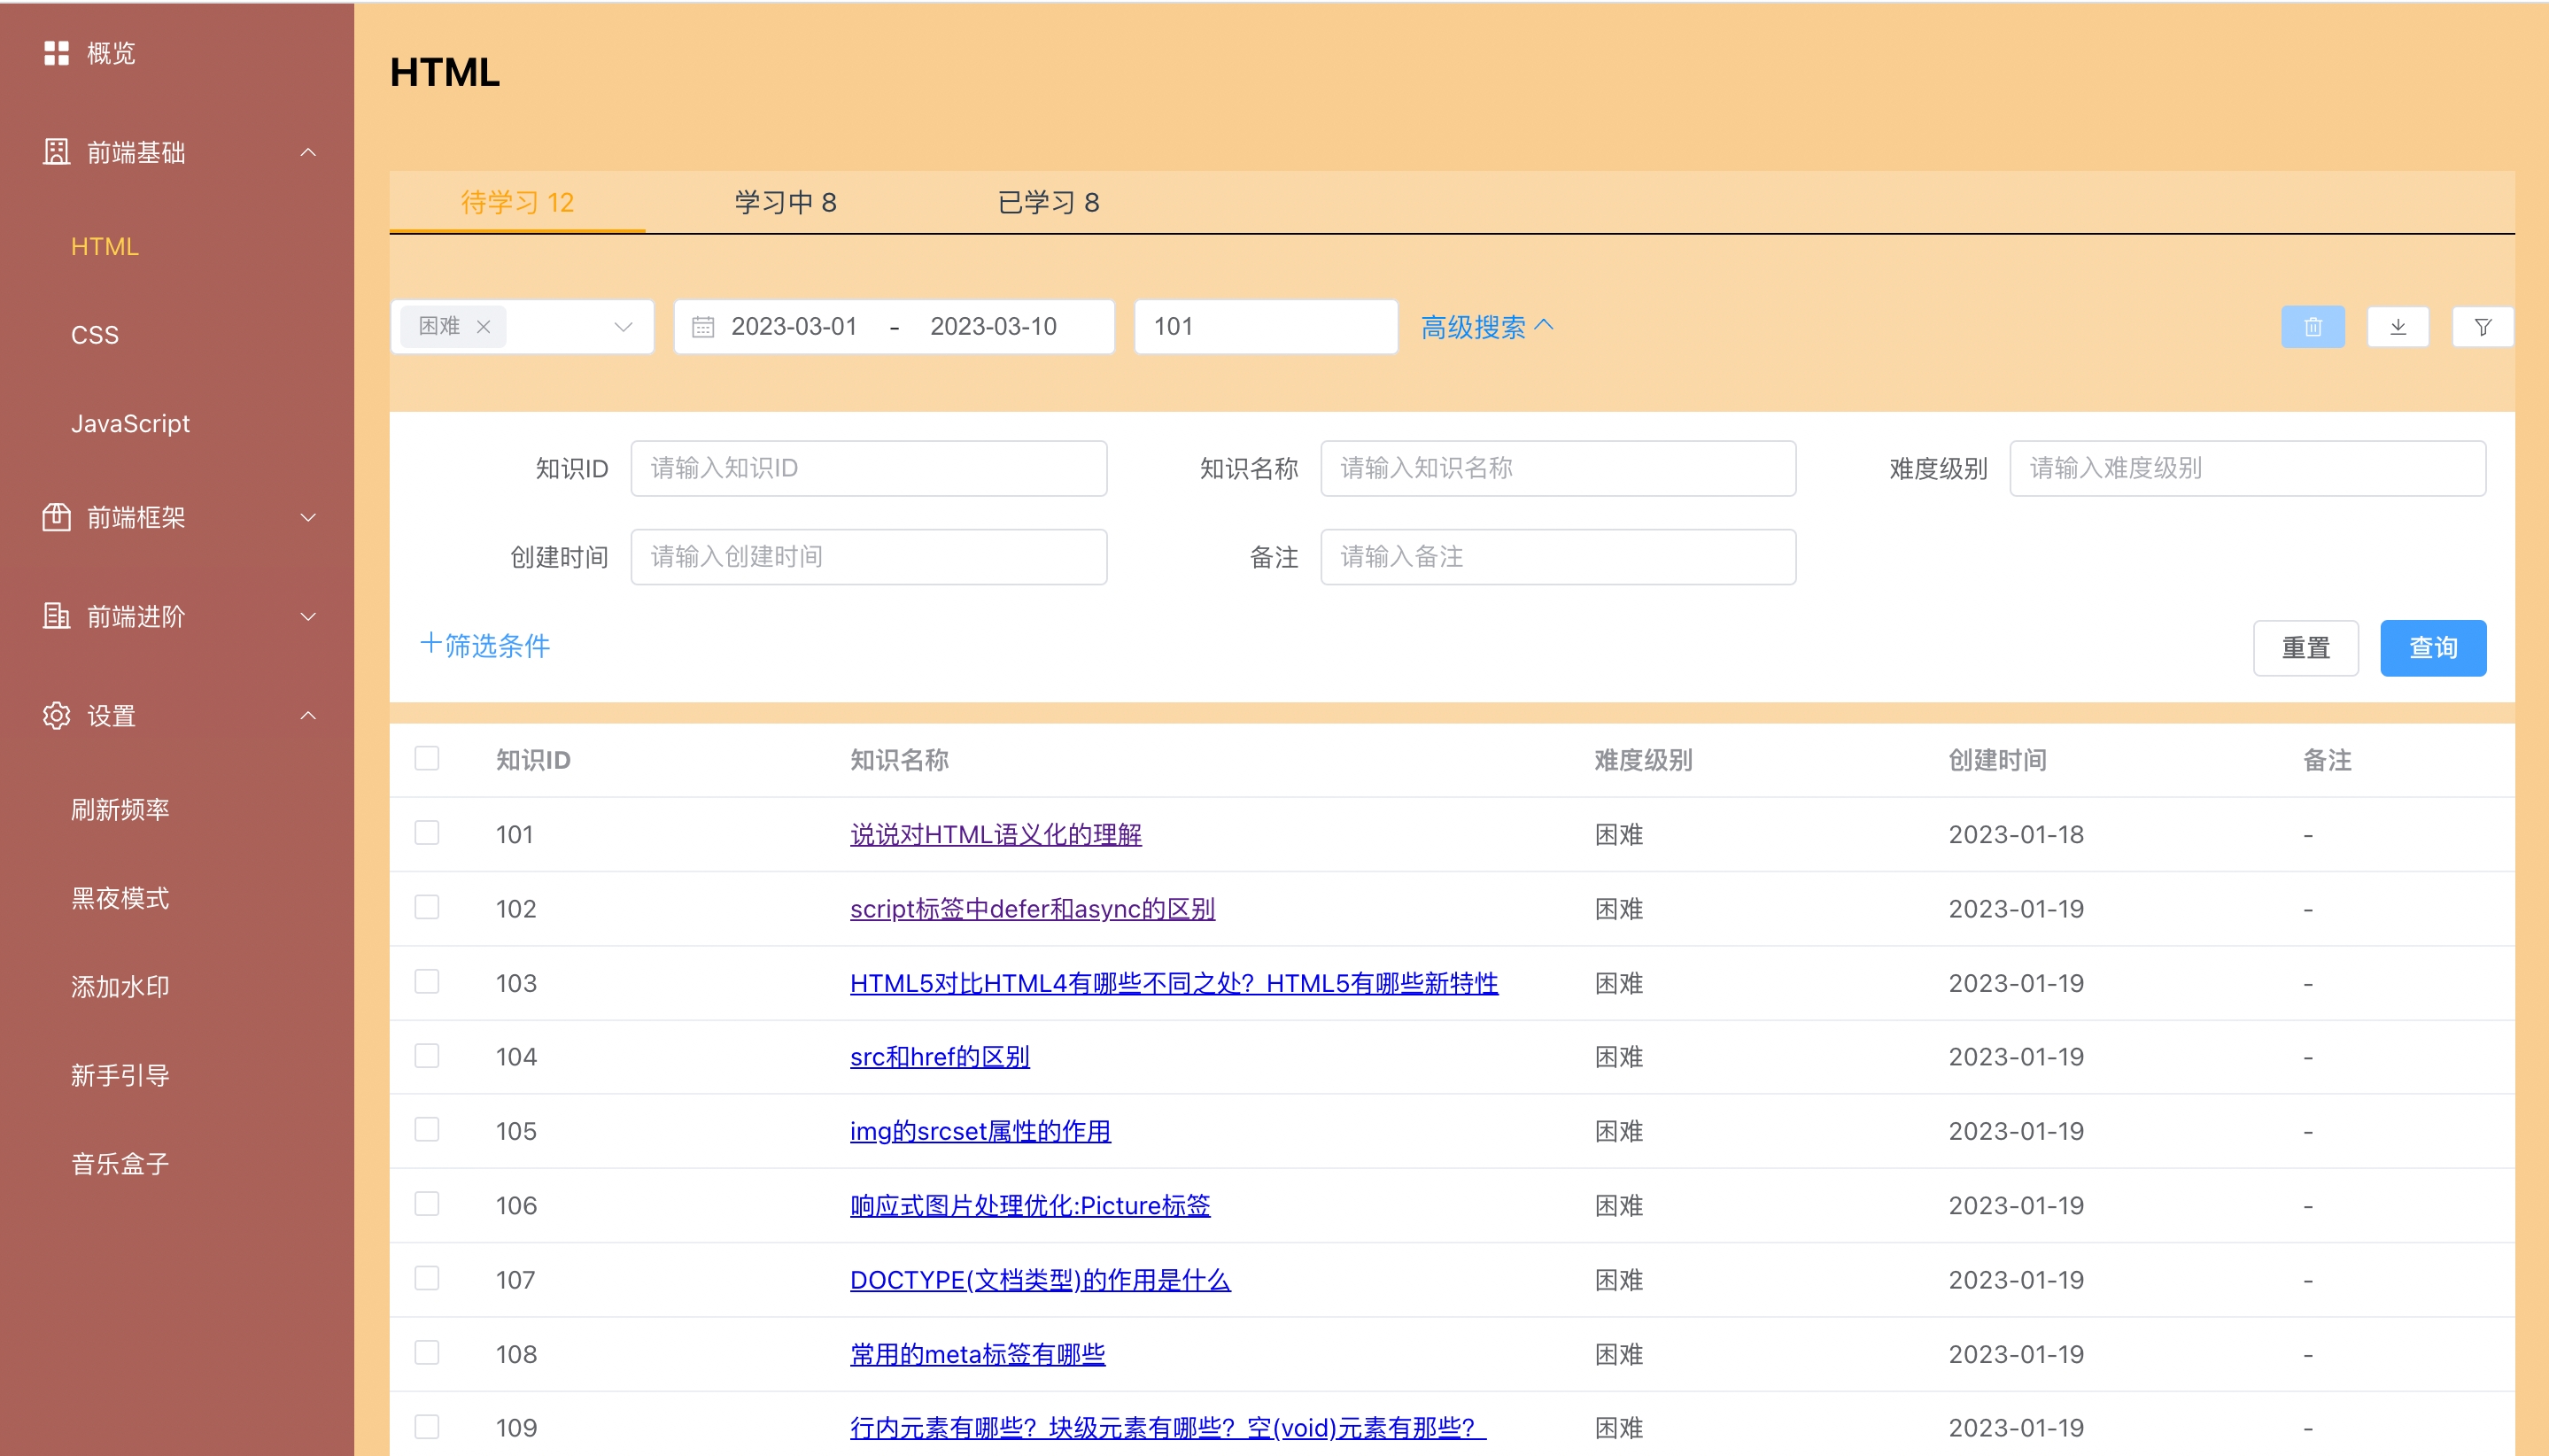 概览
前端基础
HTML
CSS
JavaScript
前端框架
前端进阶
设置
刷新频率
黑夜模式
添加水印
新手引导
音乐盒子
HTML
待学习 12 学习中 8 已学习 8
困难 2023-03-01 - 2023-03-10 101 高级搜索
知识ID 请输入知识ID 知识名称 请输入知识名称 难度级别 请输入难度级别
创建时间 请输入创建时间 备注 请输入备注
+筛选条件 重置 查询
知识ID 知识名称 难度级别 创建时间 备注
101 说说对HTML语义化的理解 困难 2023-01-18 -
102 script标签中defer和async的区别 困难 2023-01-19 -
103 HTML5对比HTML4有哪些不同之处？HTML5有哪些新特性 困难 2023-01-19 -
104 src和href的区别 困难 2023-01-19 -
105 img的srcset属性的作用 困难 2023-01-19 -
106 响应式图片处理优化:Picture标签 困难 2023-01-19 -
107 DOCTYPE(文档类型)的作用是什么 困难 2023-01-19 -
108 常用的meta标签有哪些 困难 2023-01-19 -
109 行内元素有哪些？块级元素有哪些？空(void)元素有那些？ 困难 2023-01-19 -